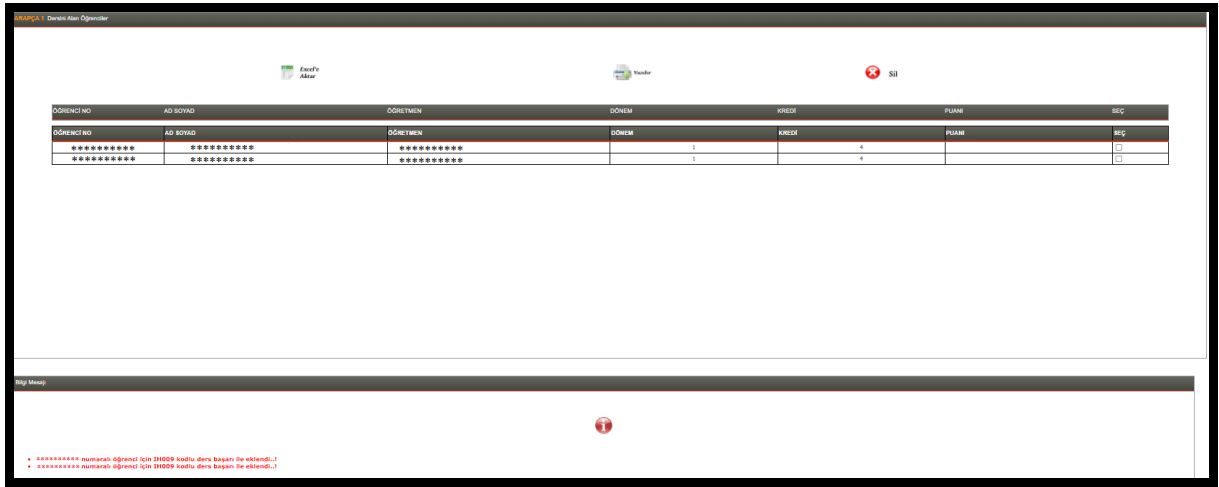 ARAPÇA 1 Dersini Alan Öğrenciler
Excel'e
Aktar
Yazdır
Sil
ÖĞRENCİ NO AD SOYAD ÖĞRETMEN DÖNEM KREDİ PUANI SEÇ
ÖĞRENCİ NO AD SOYAD ÖĞRETMEN DÖNEM KREDİ PUANI SEÇ
********** ********** ********** 1 4
********** ********** ********** 1 4
Bilgi Mesajı
• ********** numaralı öğrenci için IH009 kodlu ders başarı ile eklendi..!
• ********** numaralı öğrenci için IH009 kodlu ders başarı ile eklendi..!